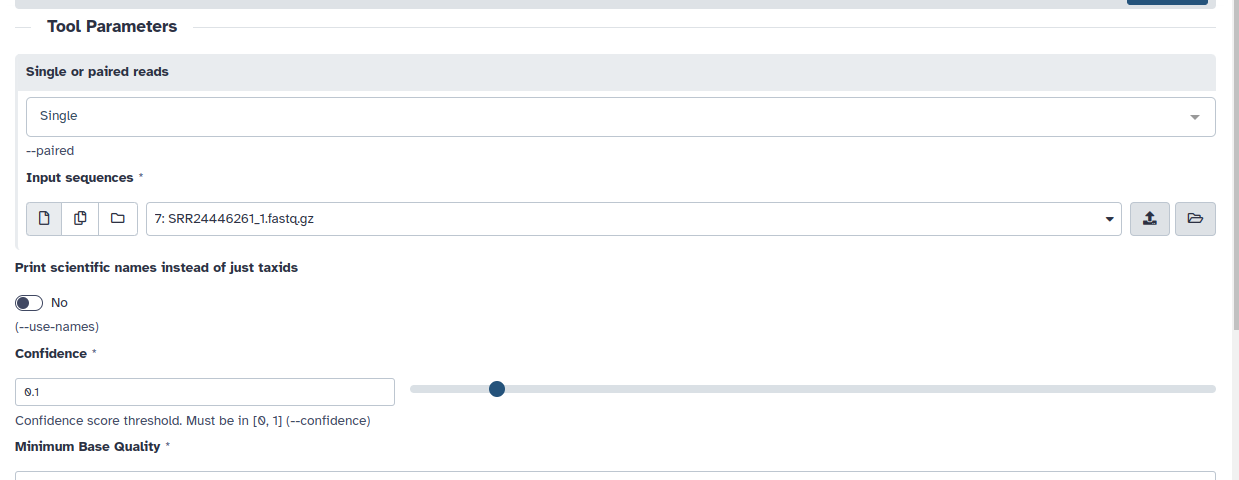 Tool Parameters
Single or paired reads
Single
--paired
Input sequences *
7: SRR24446261_1.fastq.gz
Print scientific names instead of just taxids
No
(--use-names)
Confidence *
0.1
Confidence score threshold. Must be in [0, 1] (--confidence)
Minimum Base Quality *